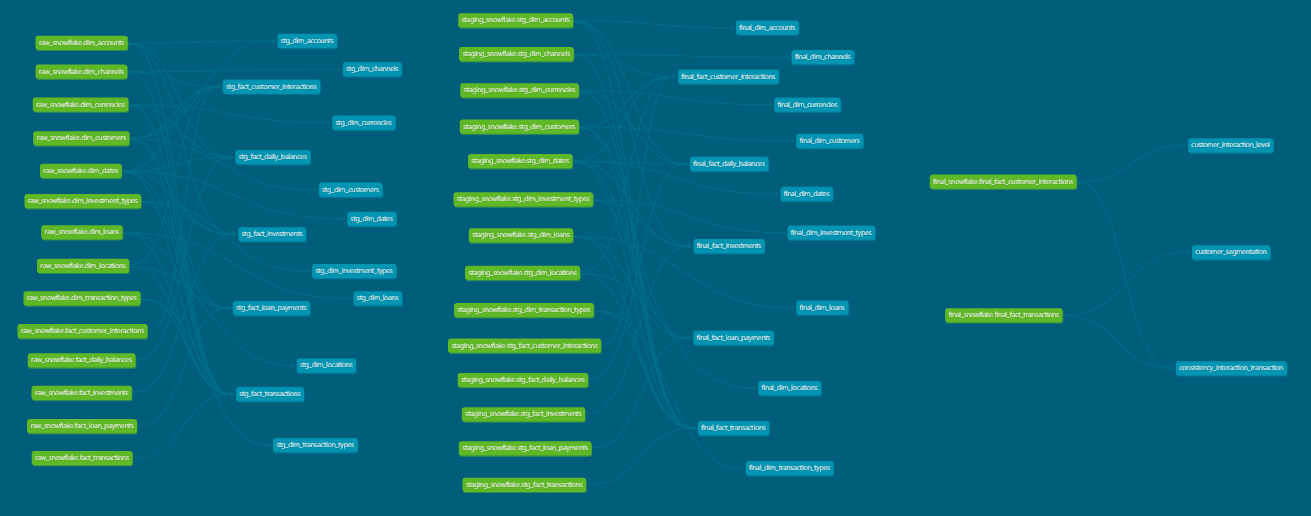 raw_snowflake.dim_accounts
raw_snowflake.dim_channels
raw_snowflake.dim_currencies
raw_snowflake.dim_customers
raw_snowflake.dim_dates
raw_snowflake.dim_investment_types
raw_snowflake.dim_loans
raw_snowflake.dim_locations
raw_snowflake.dim_transaction_types
raw_snowflake.fact_customer_interactions
raw_snowflake.fact_daily_balances
raw_snowflake.fact_investments
raw_snowflake.fact_loan_payments
raw_snowflake.fact_transactions
stg_dim_accounts
stg_dim_channels
stg_fact_customer_interactions
stg_dim_currencies
stg_fact_daily_balances
stg_dim_customers
stg_dim_dates
stg_fact_investments
stg_dim_investment_types
stg_dim_loans
stg_fact_loan_payments
stg_dim_locations
stg_fact_transactions
stg_dim_transaction_types
staging_snowflake.stg_dim_accounts
staging_snowflake.stg_dim_channels
staging_snowflake.stg_dim_currencies
staging_snowflake.stg_dim_customers
staging_snowflake.stg_dim_dates
staging_snowflake.stg_dim_investment_types
staging_snowflake.stg_dim_loans
staging_snowflake.stg_dim_locations
staging_snowflake.stg_dim_transaction_types
staging_snowflake.stg_fact_customer_interactions
staging_snowflake.stg_fact_daily_balances
staging_snowflake.stg_fact_investments
staging_snowflake.stg_fact_loan_payments
staging_snowflake.stg_fact_transactions
final_dim_accounts
final_dim_channels
final_fact_customer_interactions
final_dim_currencies
final_dim_customers
final_fact_daily_balances
final_dim_dates
final_dim_investment_types
final_fact_investments
final_dim_loans
final_fact_loan_payments
final_dim_locations
final_fact_transactions
final_dim_transaction_types
final_snowflake.final_fact_customer_interactions
final_snowflake.final_fact_transactions
customer_interaction_level
customer_segmentation
consistency_interaction_transaction